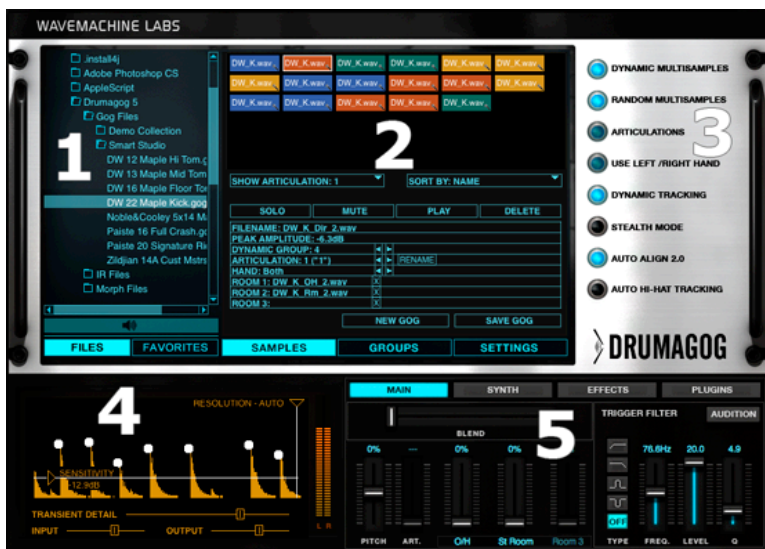 WAVEMACHINE LABS
.install4j
Adobe Photoshop CS
AppleScript
Drumagog 5
Gog Files
Demo Collection
Smart Studio
DW 12 Maple Hi Tom.g
DW 13 Maple Mid Tom
DW 16 Maple Floor Tor
DW 22 Maple Kick.gog
Noble&Cooley 5x14 Ma
Paiste 16 Full Crash.gc
Paiste 20 Signature Ri
Zildjian 14A Cust Mstrs
IR Files
Morph Files
FILES FAVORITES
1
DW_K.wav DW_K.wav DW_K.wav DW_K.wav DW_K.wav DW_K.wav
DW_K.wav DW_K.wav DW_K.wav DW_K.wav DW_K.wav DW_K.wav
DW_K.wav DW_K.wav DW_K.wav DW_K.wav DW_K.wav
2
SHOW ARTICULATION: 1 SORT BY: NAME
SOLO MUTE PLAY DELETE
FILENAME: DW_K_Dir_2.wav
PEAK AMPLITUDE: -6.3dB
DYNAMIC GROUP: 4
ARTICULATION: 1 ("1") RENAME
HAND: Both
ROOM 1: DW_K_OH_2.wav X
ROOM 2: DW_K_Rm_2.wav X
ROOM 3: X
NEW GOG SAVE GOG
SAMPLES GROUPS SETTINGS
DYNAMIC MULTISAMPLES
RANDOM MULTISAMPLES
3
ARTICULATIONS
USE LEFT /RIGHT HAND
DYNAMIC TRACKING
STEALTH MODE
AUTO ALIGN 2.0
AUTO HI-HAT TRACKING
DRUMAGOG
4
RESOLUTION - AUTO
SENSITIVITY
-12.9dB
TRANSIENT DETAIL
INPUT OUTPUT
L R
MAIN SYNTH EFFECTS PLUGINS
BLEND
5
0% --- 0% 0%
PITCH ART. O/H St Room Room 3
TRIGGER FILTER AUDITION
76.6Hz 20.0 4.9
OFF
TYPE FREQ. LEVEL Q